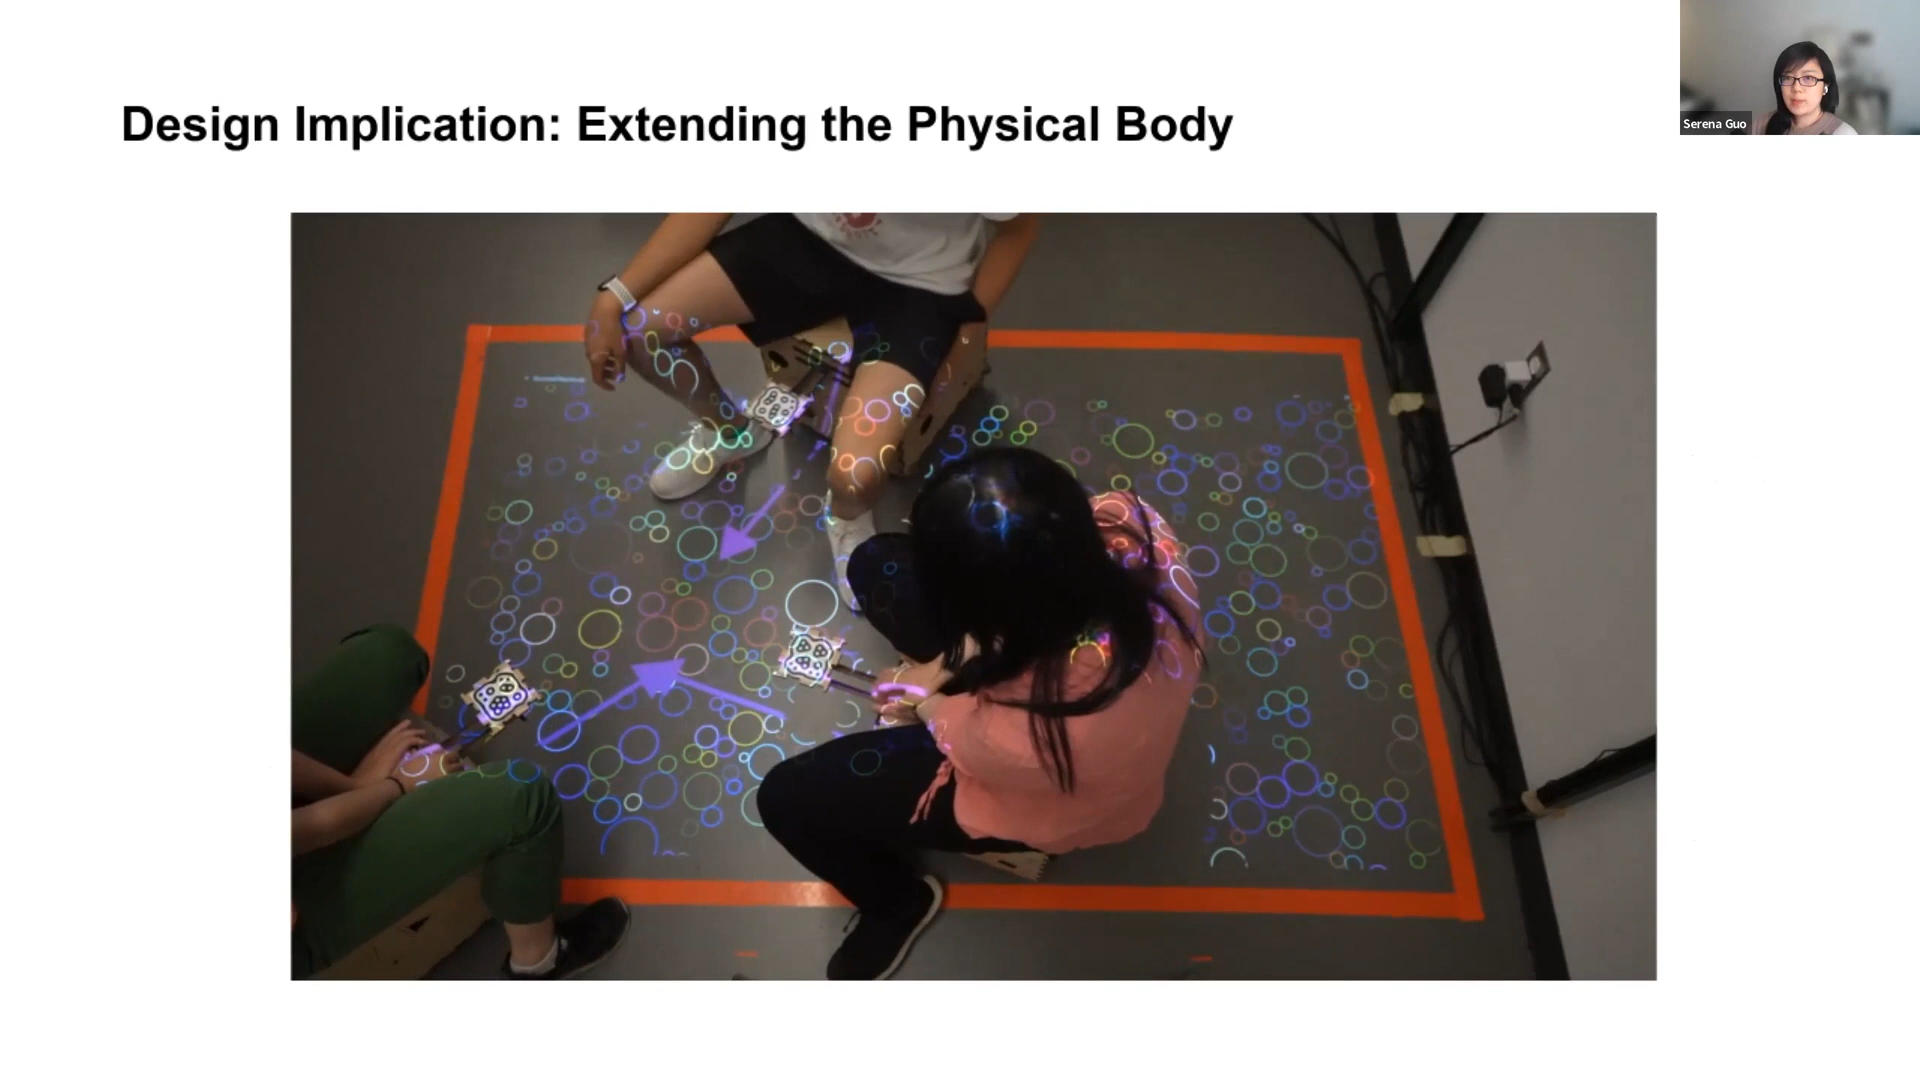 Design Implication: Extending the Physical Body
Serena Guo